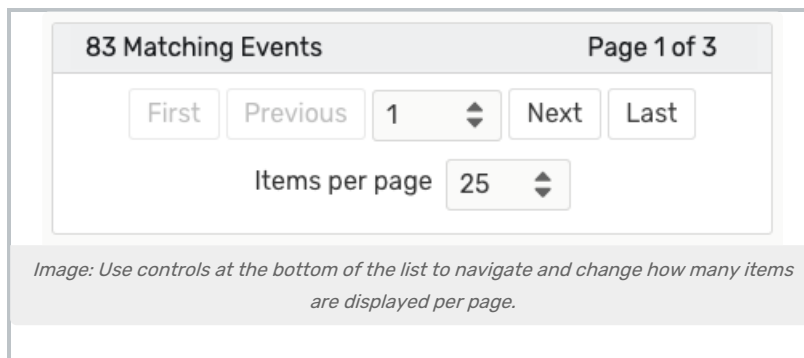 83 Matching Events Page 1 of 3
First Previous 1 Next Last
Items per page 25
Image: Use controls at the bottom of the list to navigate and change how many items
are displayed per page.